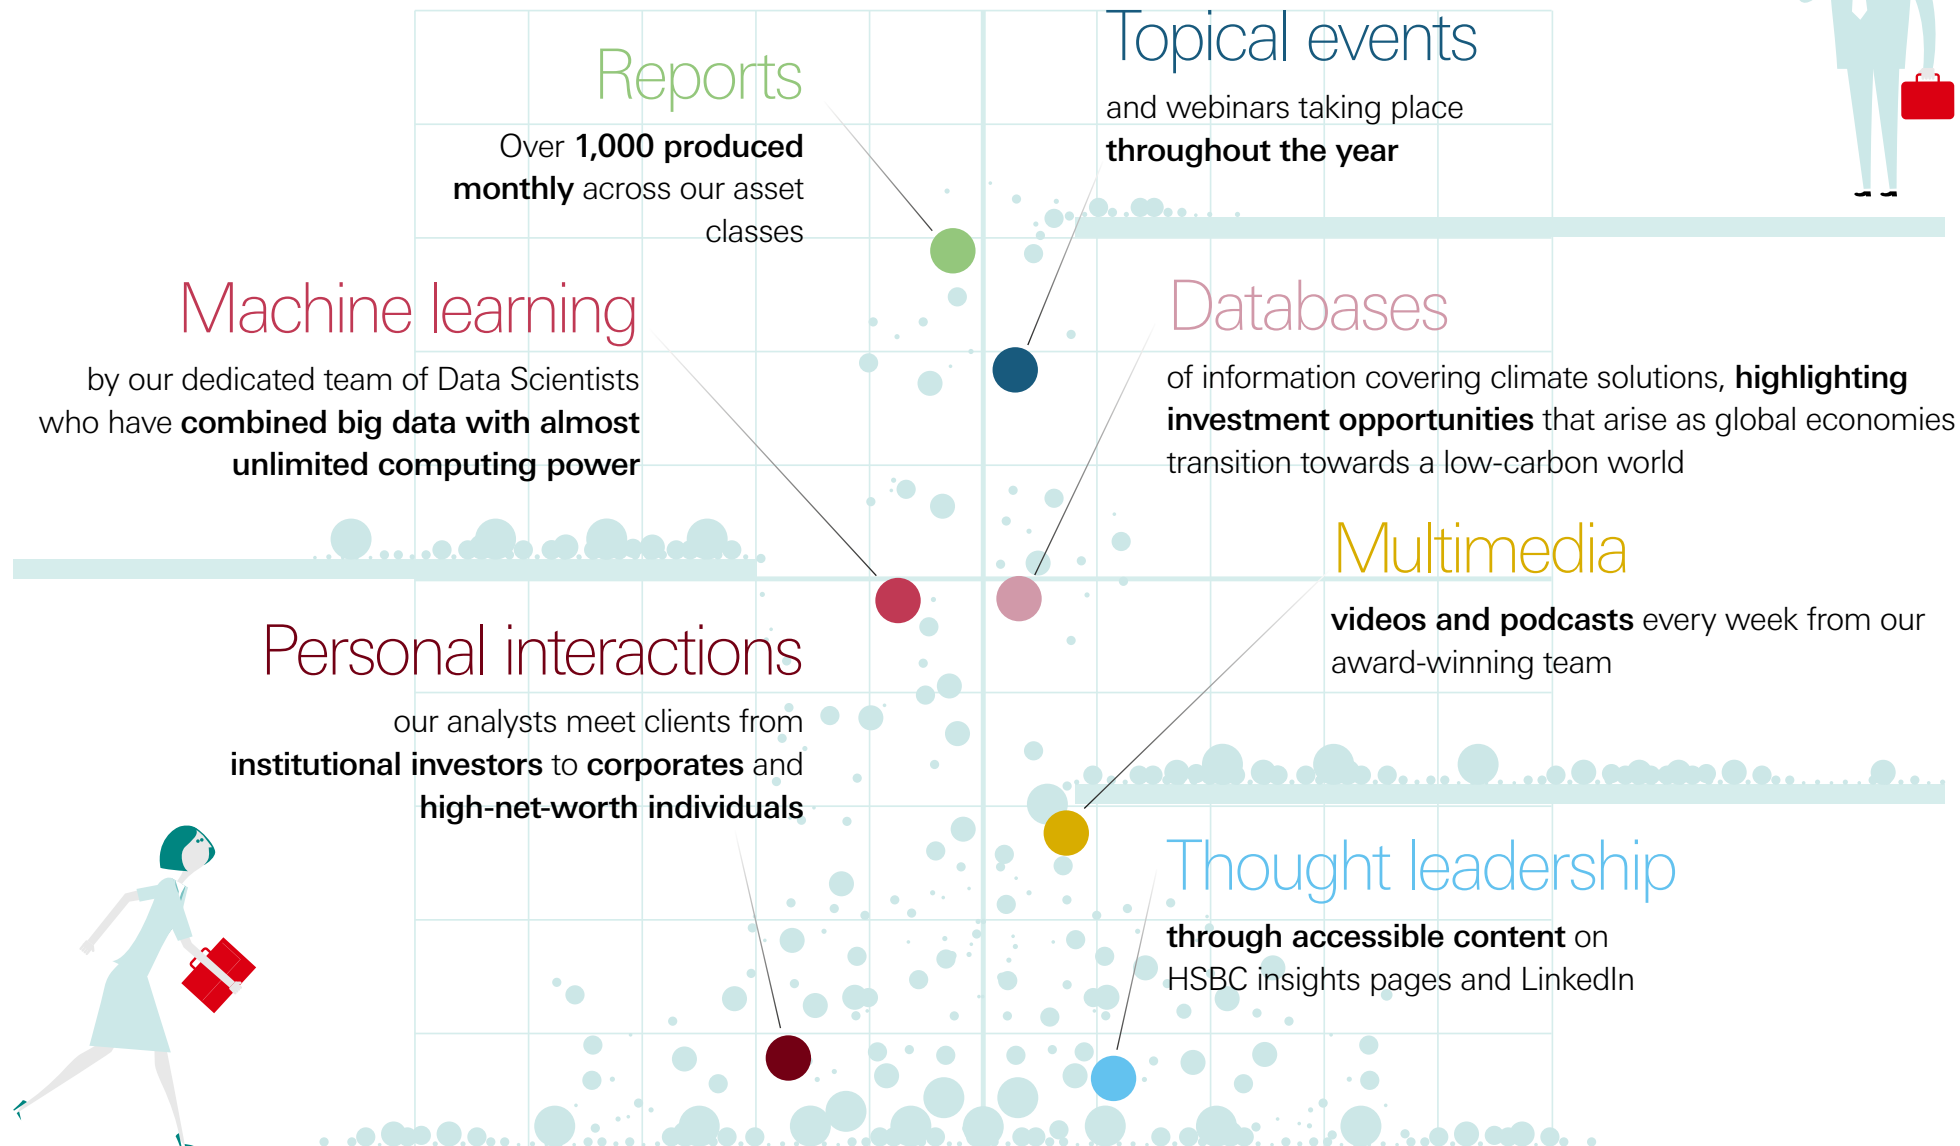 Reports
Over 1,000 produced
monthly across our asset
classes
Topical events
and webinars taking place
throughout the year
Machine learning
by our dedicated team of Data Scientists
who have combined big data with almost
unlimited computing power
Databases
of information covering climate solutions, highlighting
investment opportunities that arise as global economies
transition towards a low-carbon world
Personal interactions
our analysts meet clients from
institutional investors to corporates and
high-net-worth individuals
Multimedia
videos and podcasts every week from our
award-winning team
Thought leadership
through accessible content on
HSBC insights pages and LinkedIn